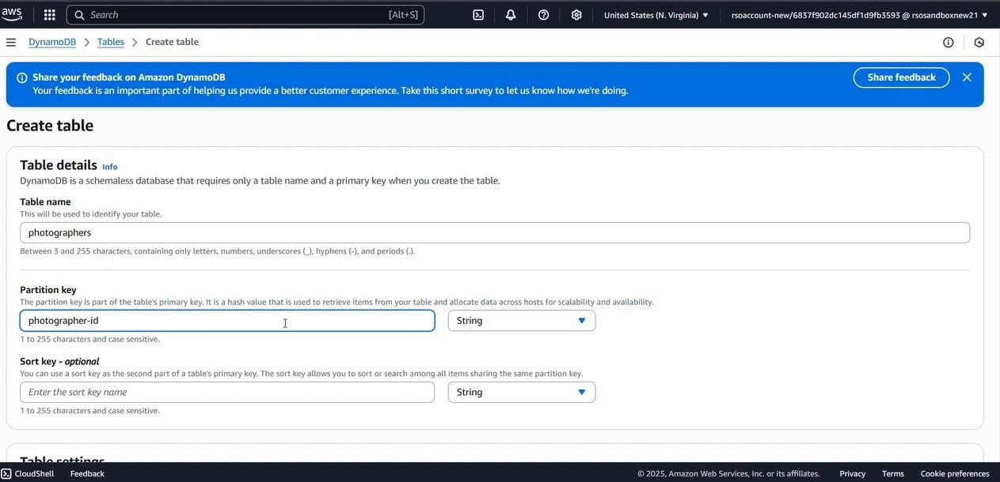 aws Search [Alt+S] United States (N. Virginia) rsoaccount-new/6837f902dc145df1d9fb3593 @ rsosandboxnew21
DynamoDB Tables Create table
Share your feedback on Amazon DynamoDB
Your feedback is an important part of helping us provide a better customer experience. Take this short survey to let us know how we're doing.
Share feedback
Create table
Table details Info
DynamoDB is a schemaless database that requires only a table name and a primary key when you create the table.
Table name
This will be used to identify your table.
photographers
Between 3 and 255 characters, containing only letters, numbers, underscores (_), hyphens (-), and periods (.).
Partition key
The partition key is part of the table's primary key. It is a hash value that is used to retrieve items from your table and allocate data across hosts for scalability and availability.
photographer-id String
1 to 255 characters and case sensitive.
Sort key - optional
You can use a sort key as the second part of a table's primary key. The sort key allows you to sort or search among all items sharing the same partition key.
Enter the sort key name String
1 to 255 characters and case sensitive.
Table settings
CloudShell Feedback © 2025, Amazon Web Services, Inc. or its affiliates. Privacy Terms Cookie preferences